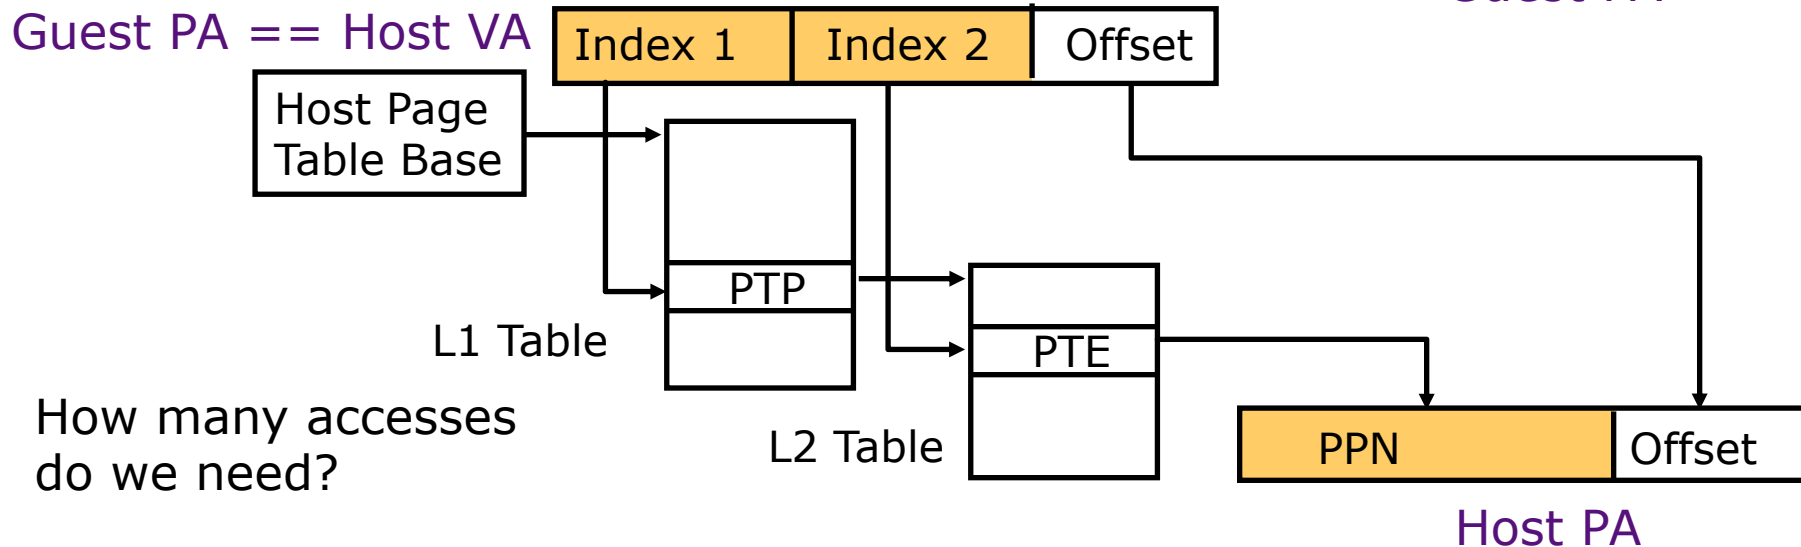 Guest PA == Host VA
Index 1
Index 2
Offset
Host Page
Table Base
PTP
L1 Table
PTE
L2 Table
How many accesses
do we need?
PPN
Offset
Host PA